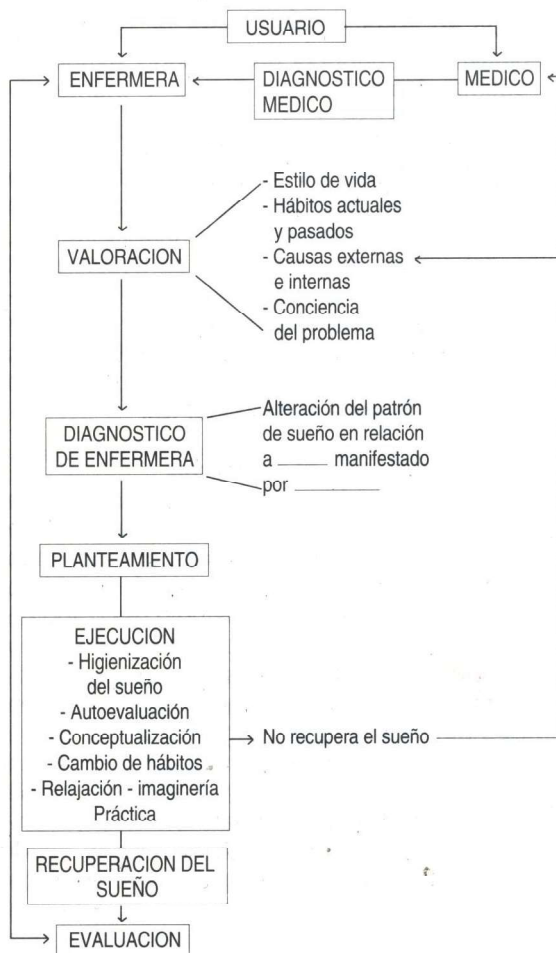 USUARIO
ENFERMERA
DIAGNOSTICO
MEDICO
MEDICO
- Estilo de vida
- Hábitos actuales
y pasados
- Causas externas
e internas
- Conciencia
del problema
VALORACION
DIAGNOSTICO
DE ENFERMERA
Alteración del patrón
de sueño en relación
a _____ manifestado
por _________
PLANTEAMIENTO
EJECUCION
- Higienización
del sueño
- Autoevaluación
- Conceptualización
- Cambio de hábitos
- Relajación - imaginería
Práctica
No recupera el sueño
RECUPERACION DEL
SUEÑO
EVALUACION